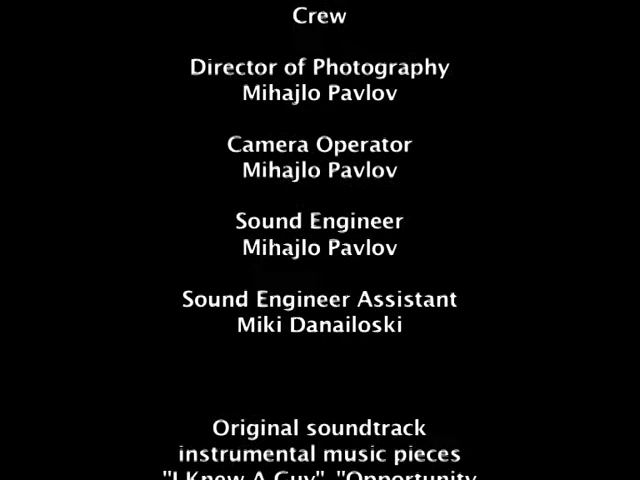 Crew
Director of Photography
Mihajlo Pavlov
Camera Operator
Mihajlo Pavlov
Sound Engineer
Mihajlo Pavlov
Sound Engineer Assistant
Miki Danailoski
Original soundtrack
instrumental music pieces
"I Knew A Guy", "Opportunity